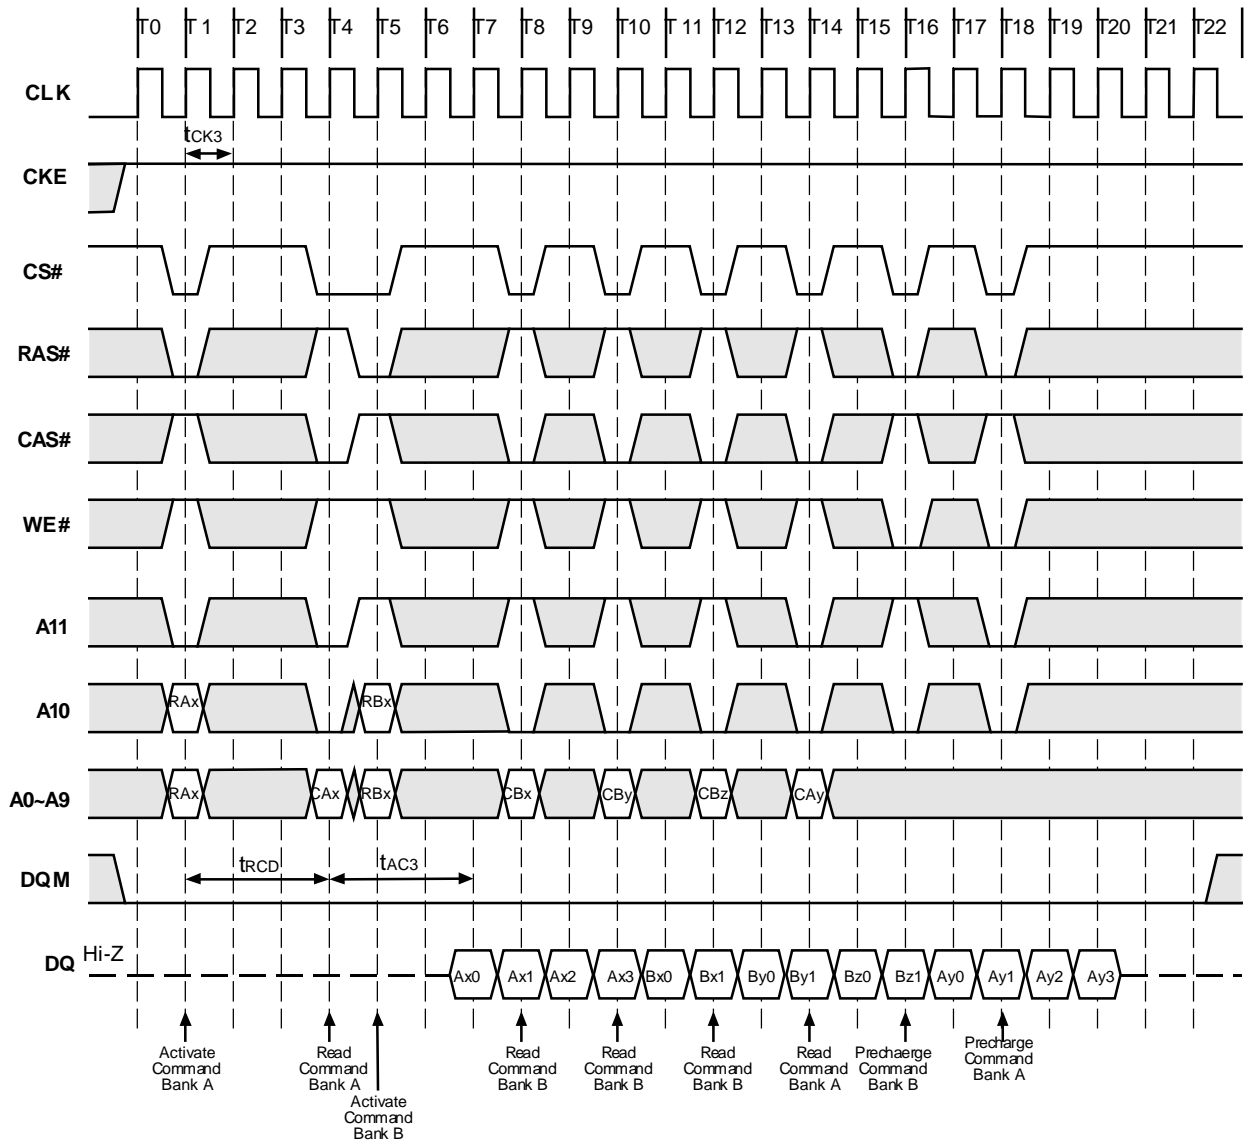 T0 T 1 T2 T3 T4 T5 T6 T7 T8 T9 T10 T 11 T12 T13 T14 T15 T16 T17 T18 T19 T20 T21 T22
CLK
tCK3
CKE
CS#
RAS#
CAS#
WE#
A11
A10 RAx RBx
A0~A9 RAx CAx RBx CBx CBy CBz CAy
tRCD tAC3
DQM
Hi-Z
DQ Ax0 Ax1 Ax2 Ax3 Bx0 Bx1 By0 By1 Bz0 Bz1 Ay0 Ay1 Ay2 Ay3
Activate
Command
Bank A
Read
Command
Bank A
Activate
Command
Bank B
Read
Command
Bank B
Read
Command
Bank B
Read
Command
Bank B
Read
Command
Bank A
Prechaerge
Command
Bank B
Precharge
Command
Bank A